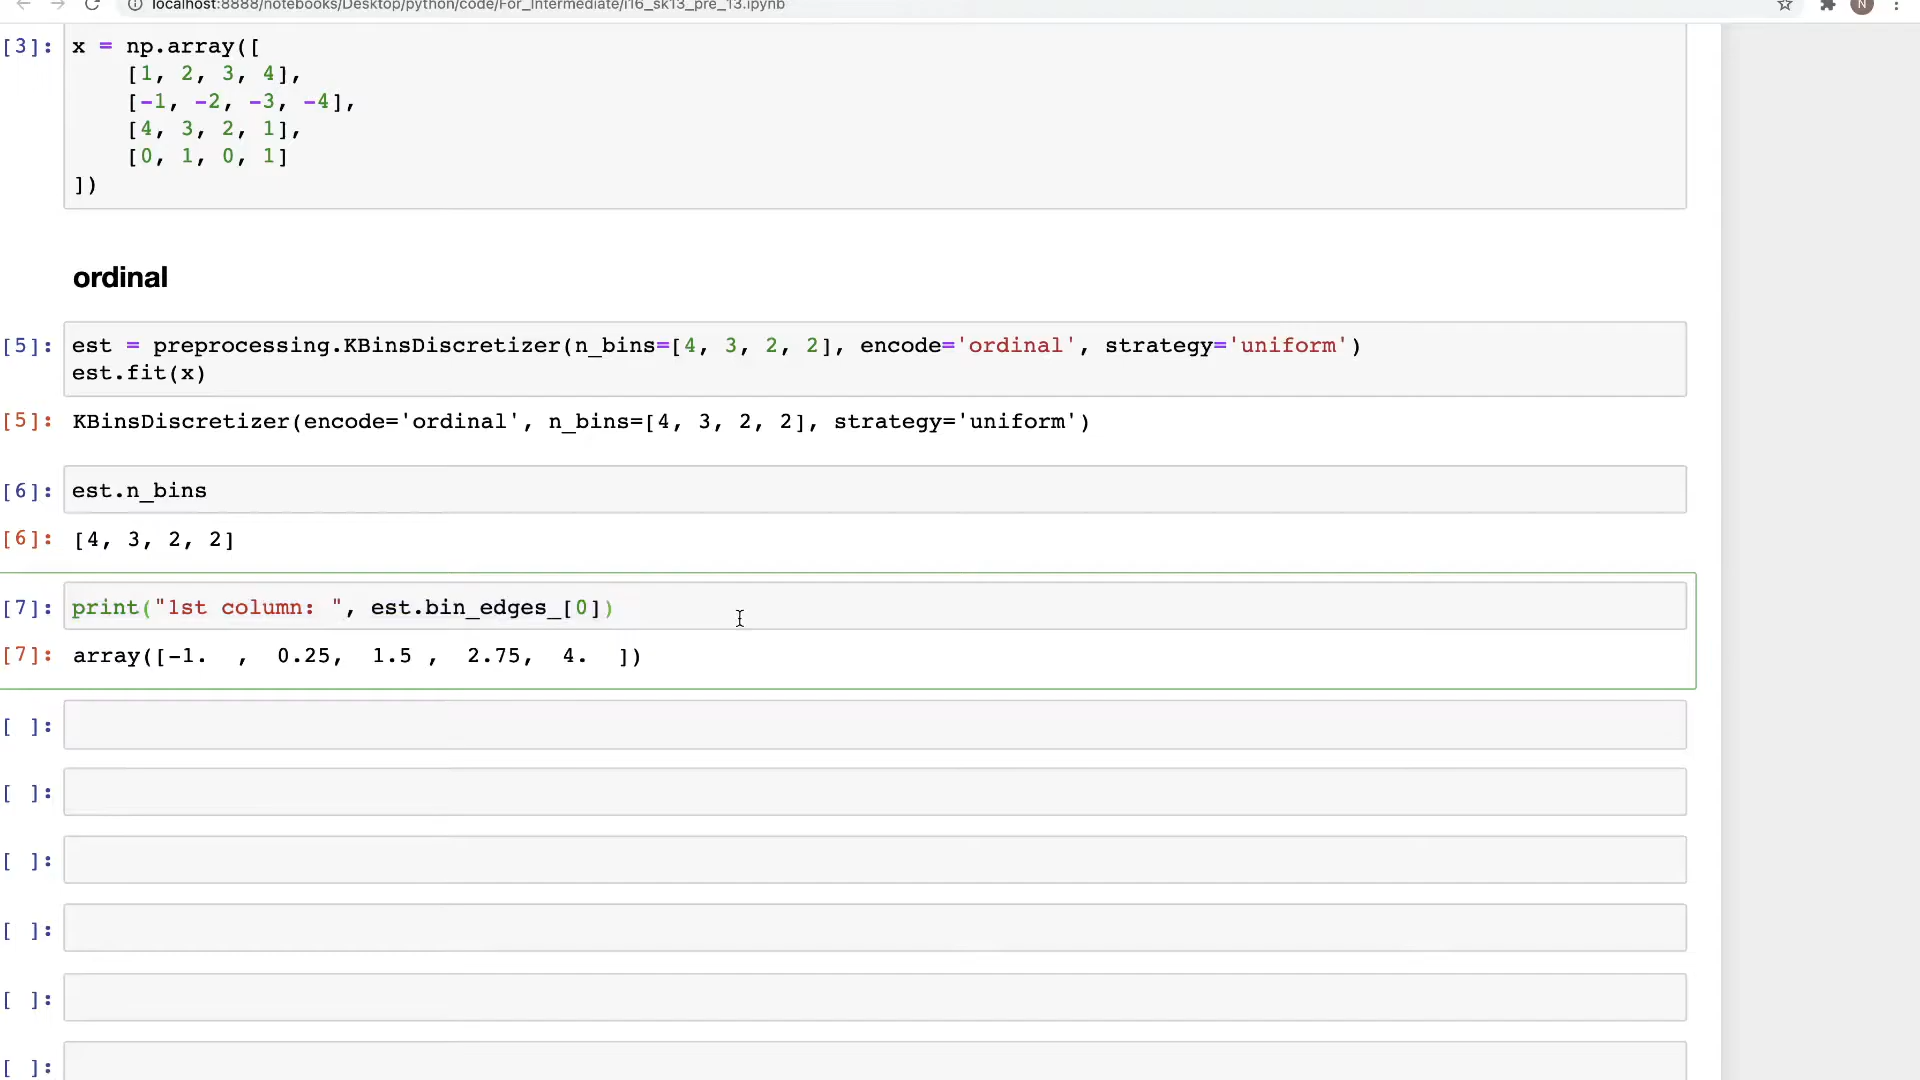 localhost:8888/notebooks/Desktop/python/code/For_Intermediate/i16_sk13_pre_13.ipynb
N
[3]: x = np.array([
[1, 2, 3, 4],
[-1, -2, -3, -4],
[4, 3, 2, 1],
[0, 1, 0, 1]
])
ordinal
[5]: est = preprocessing.KBinsDiscretizer(n_bins=[4, 3, 2, 2], encode='ordinal', strategy='uniform')
est.fit(x)
[5]: KBinsDiscretizer(encode='ordinal', n_bins=[4, 3, 2, 2], strategy='uniform')
[6]: est.n_bins
[6]: [4, 3, 2, 2]
[7]: print("1st column: ", est.bin_edges_[0])
[7]: array([-1. , 0.25, 1.5 , 2.75, 4. ])
[ ]:
[ ]:
[ ]:
[ ]:
[ ]:
[ ]: